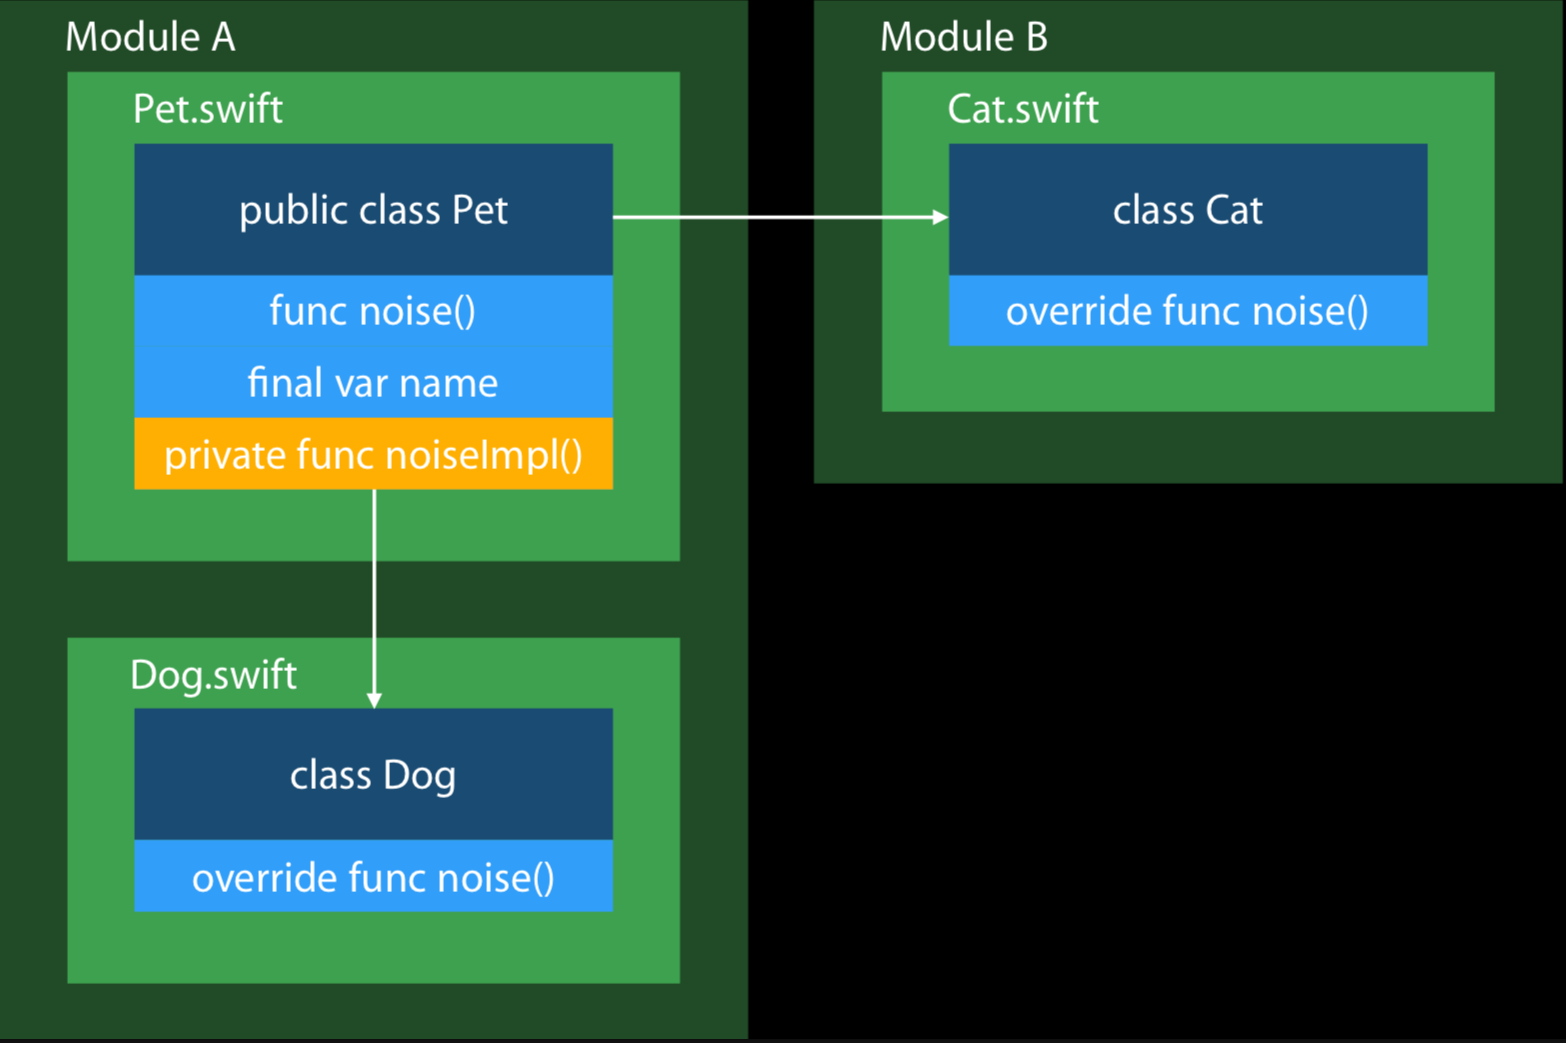 Module A
Pet.swift
public class Pet
func noise()
final var name
private func noiseImpl()
Dog.swift
class Dog
override func noise()
Module B
Cat.swift
class Cat
override func noise()